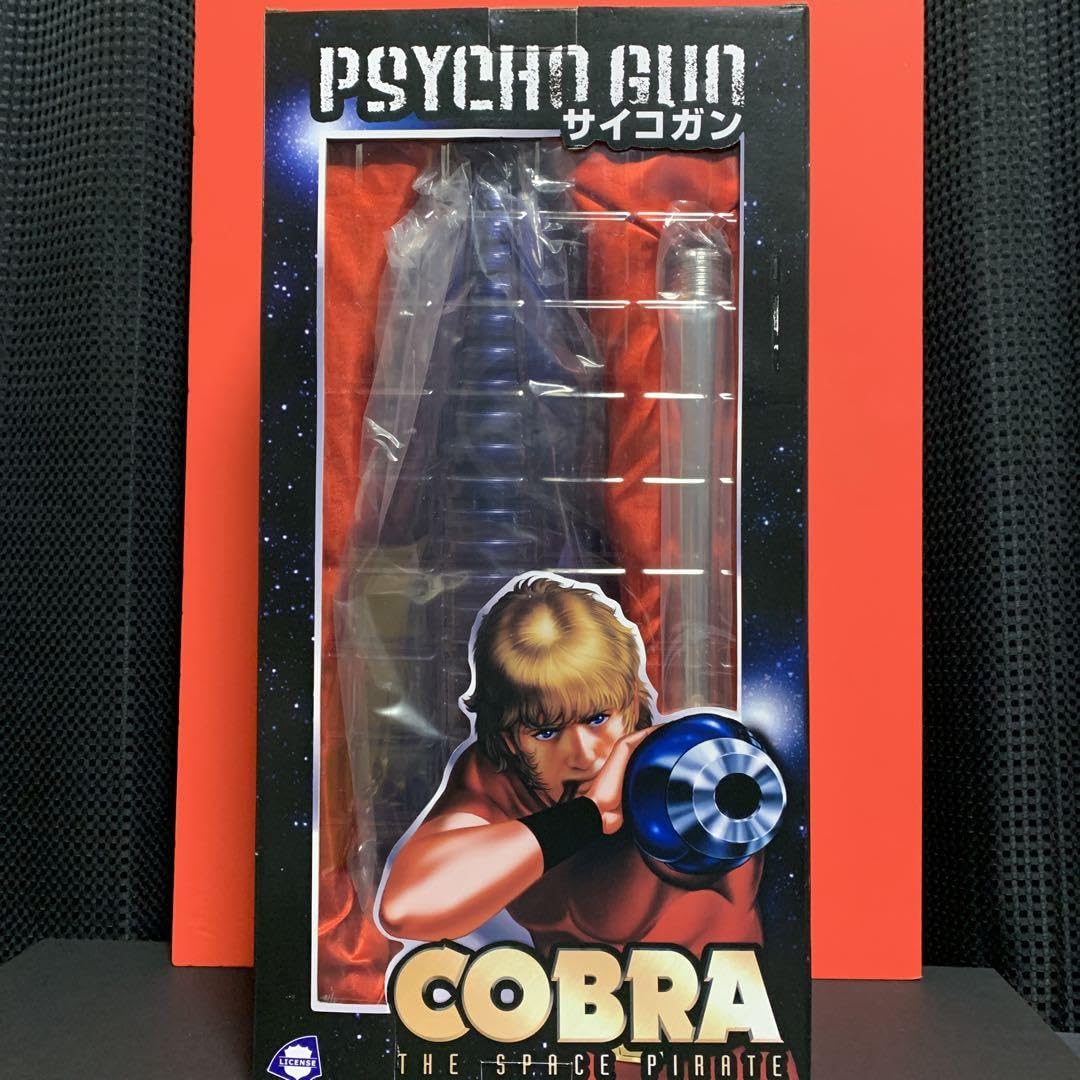 PSYCHO GUN
サイコガン
COBRA
THE SPACE PIRATE
LICENSE